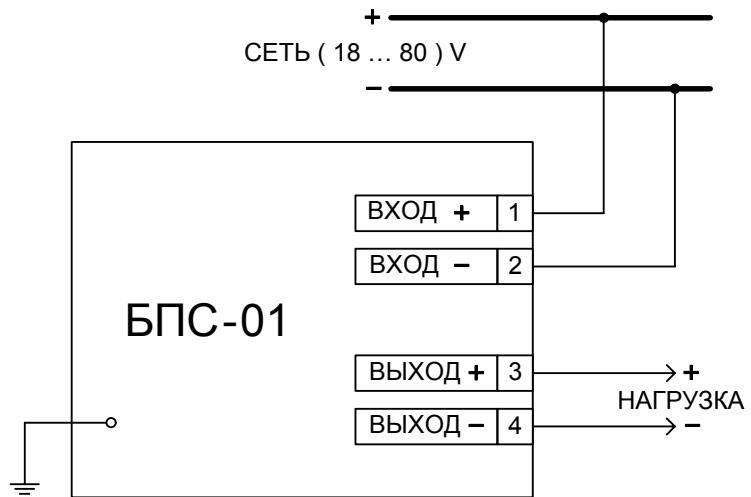 +
СЕТЬ ( 18 ... 80 ) V
−
ВХОД + 1
ВХОД − 2
БПС-01
ВЫХОД + 3 +
НАГРУЗКА
ВЫХОД − 4 −